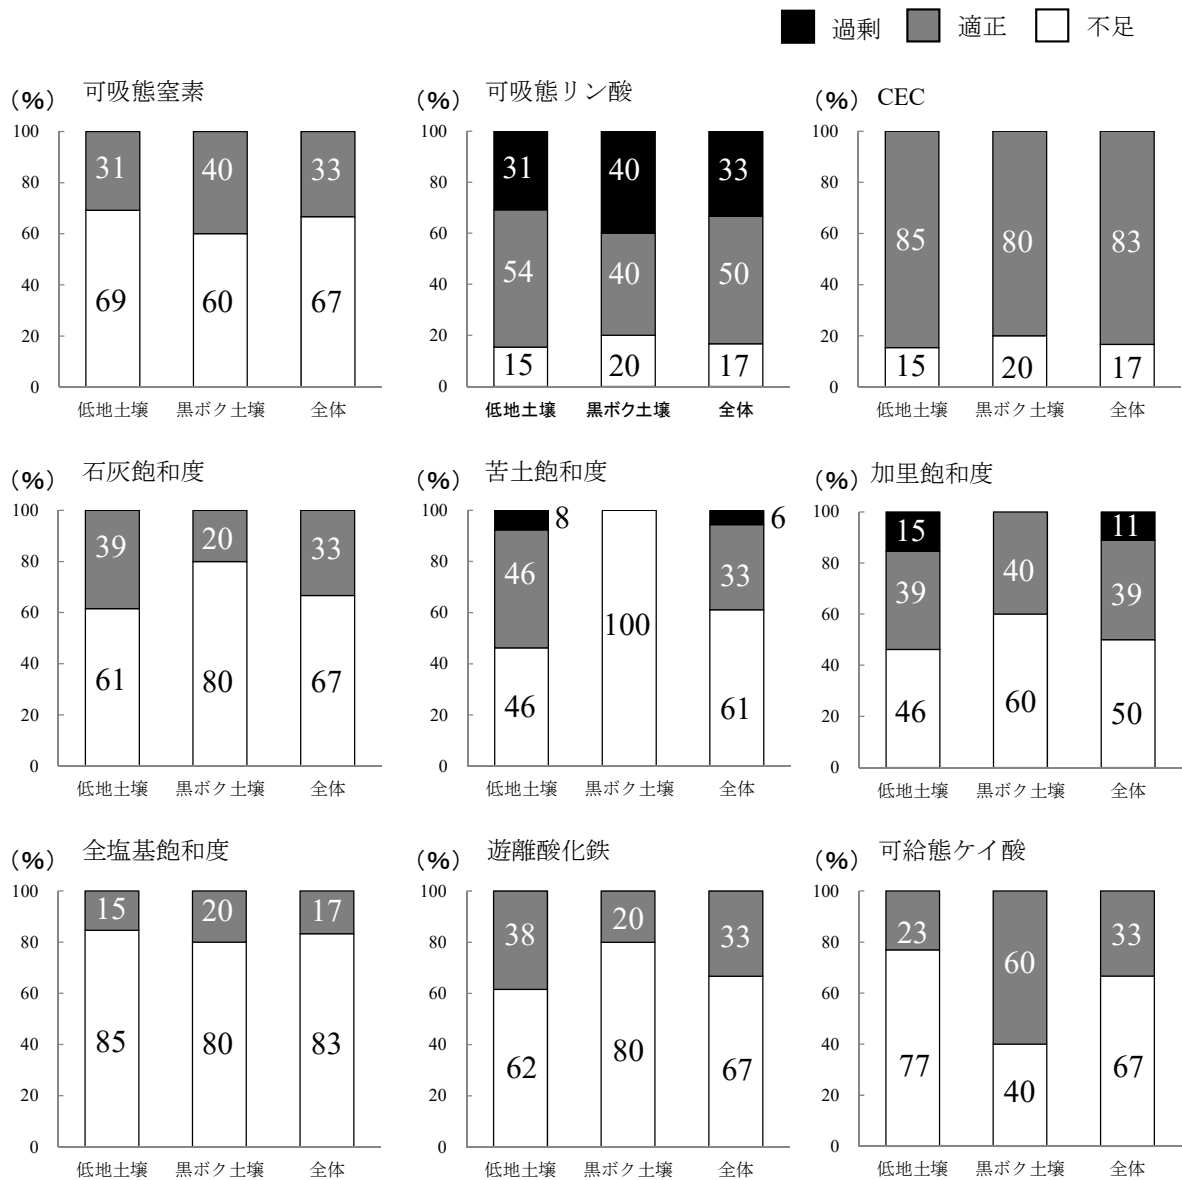 過剰 適正 不足
(%) 可吸態窒素
100
80
60
40
20
0
31 40 33
69 60 67
低地土壌 黒ボク土壌 全体
(%) 可吸態リン酸
100
80
60
40
20
0
31 40 33
54 40 50
15 20 17
低地土壌 黒ボク土壌 全体
(%) CEC
100
80
60
40
20
0
85 80 83
15 20 17
低地土壌 黒ボク土壌 全体
(%) 石灰飽和度
100
80
60
40
20
0
39 20 33
61 80 67
低地土壌 黒ボク土壌 全体
(%) 苦土飽和度
100
80
60
40
20
0
8 6
46 33
46 100 61
低地土壌 黒ボク土壌 全体
(%) 加里飽和度
100
80
60
40
20
0
15 11
39 40 39
46 60 50
低地土壌 黒ボク土壌 全体
(%) 全塩基飽和度
100
80
60
40
20
0
15 20 17
85 80 83
低地土壌 黒ボク土壌 全体
(%) 遊離酸化鉄
100
80
60
40
20
0
38 20 33
62 80 67
低地土壌 黒ボク土壌 全体
(%) 可給態ケイ酸
100
80
60
40
20
0
23 60 33
77 40 67
低地土壌 黒ボク土壌 全体